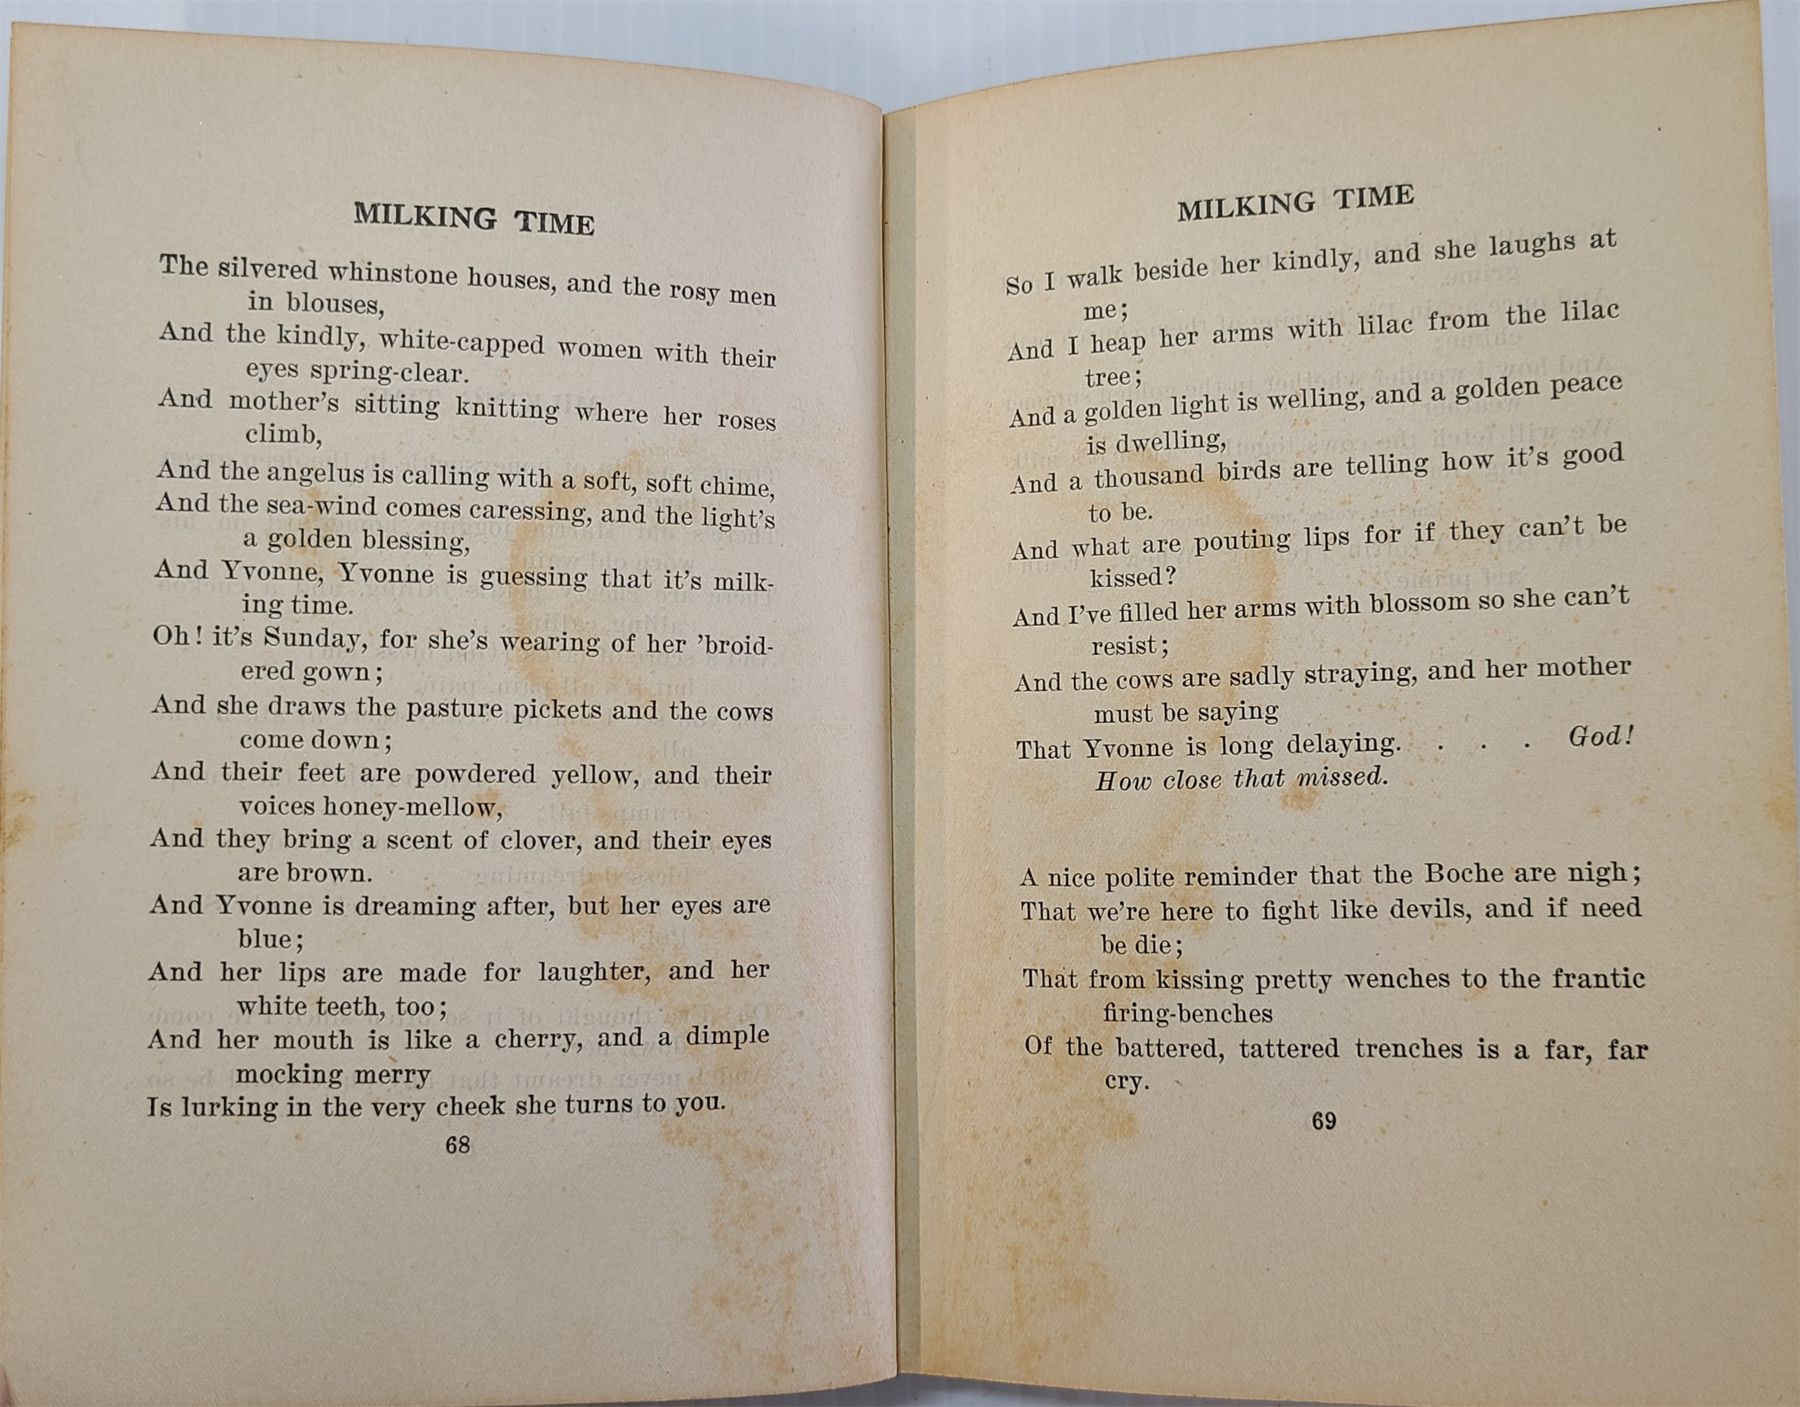 MILKING TIME
The silvered whinstone houses, and the rosy men
in blouses,
And the kindly, white-capped women with their
eyes spring-clear.
And mother's sitting knitting where her roses
climb,
And the angelus is calling with a soft, soft chime,
And the sea-wind comes caressing, and the light's
a golden blessing,
And Yvonne, Yvonne is guessing that it's milk-
ing time.
Oh! it's Sunday, for she's wearing of her 'broid-
ered gown;
And she draws the pasture pickets and the cows
come down;
And their feet are powdered yellow, and their
voices honey-mellow,
And they bring a scent of clover, and their eyes
are brown.
And Yvonne is dreaming after, but her eyes are
blue;
And her lips are made for laughter, and her
white teeth, too;
And her mouth is like a cherry, and a dimple
mocking merry
Is lurking in the very cheek she turns to you.
68
MILKING TIME
So I walk beside her kindly, and she laughs at
me;
And I heap her arms with lilac from the lilac
tree;
And a golden light is welling, and a golden peace
is dwelling,
And a thousand birds are telling how it's good
to be.
And what are pouting lips for if they can't be
kissed?
And I've filled her arms with blossom so she can't
resist;
And the cows are sadly straying, and her mother
must be saying
That Yvonne is long delaying. . . . God!
How close that missed.
A nice polite reminder that the Boche are nigh;
That we're here to fight like devils, and if need
be die;
That from kissing pretty wenches to the frantic
firing-benches
Of the battered, tattered trenches is a far, far
cry.
69